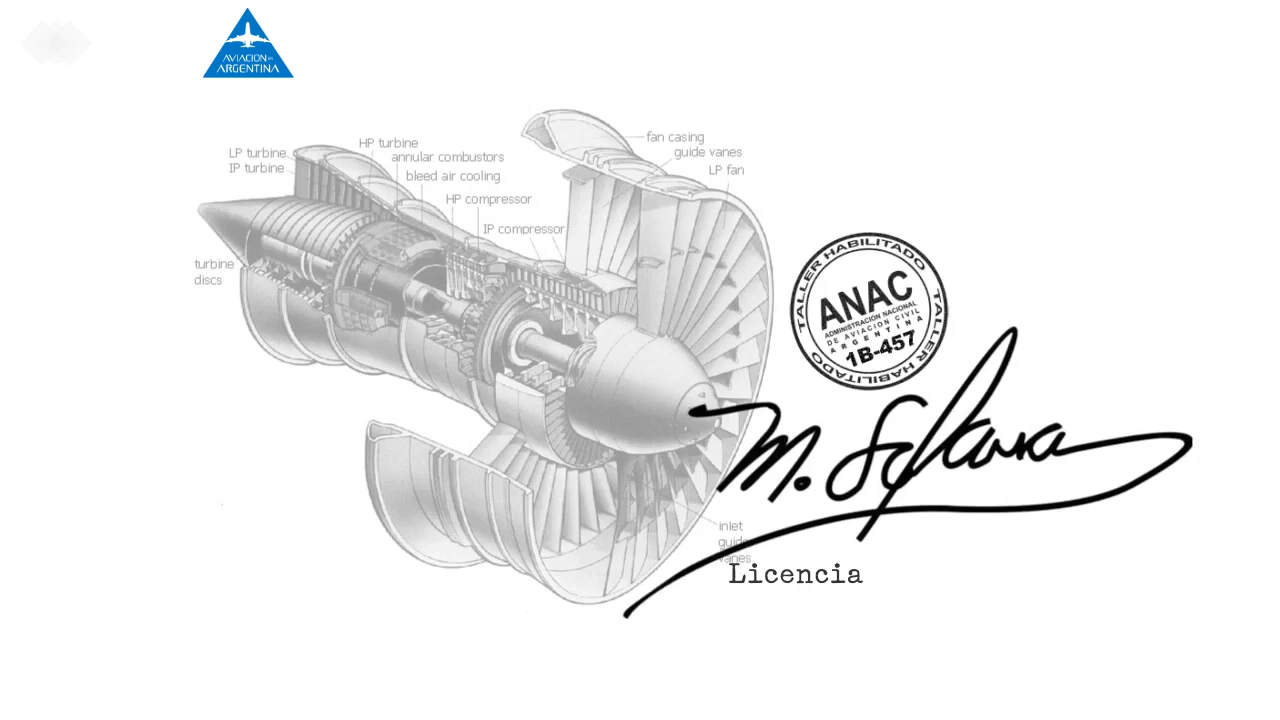 AVIACION EN
ARGENTINA
fan casing
guide vanes
LP fan
HP turbine
LP turbine
IP turbine
annular combustors
bleed air cooling
HP compressor
IP compressor
turbine
discs
TALLER HABILITADO
TALLER HABILITADO
ANAC
ADMINISTRACION NACIONAL
DE AVIACION CIVIL
ARGENTINA
1B-457
M.
inlet
guide
vanes
Licencia